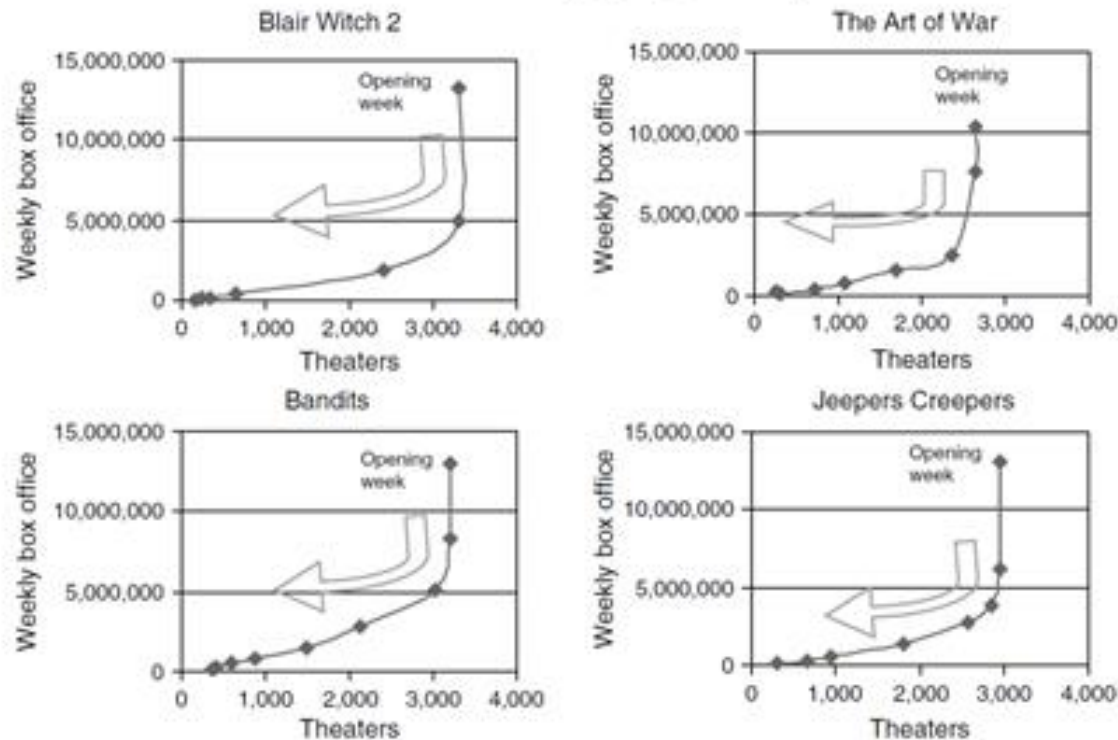 Blair Witch 2
15,000,000
10,000,000
5,000,000
0
Weekly box office
Opening
week
0 1,000 2,000 3,000 4,000
Theaters
The Art of War
15,000,000
10,000,000
5,000,000
0
Weekly box office
Opening
week
0 1,000 2,000 3,000 4,000
Theaters
Bandits
15,000,000
10,000,000
5,000,000
0
Weekly box office
Opening
week
0 1,000 2,000 3,000 4,000
Theaters
Jeepers Creepers
15,000,000
10,000,000
5,000,000
0
Weekly box office
Opening
week
0 1,000 2,000 3,000 4,000
Theaters